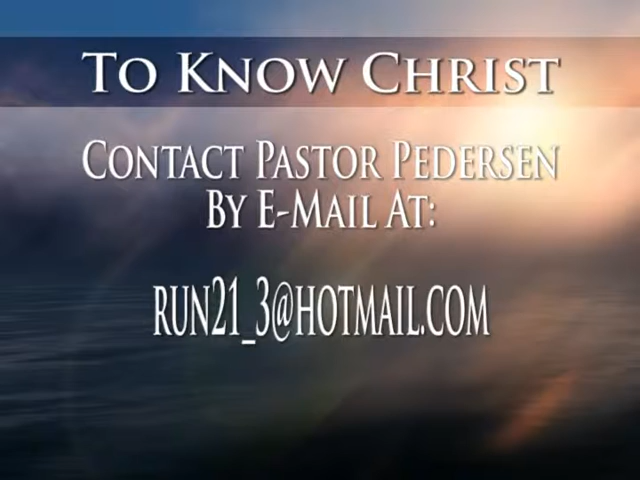 TO KNOW CHRIST
CONTACT PASTOR PEDERSEN
BY E-MAIL AT:
RUN21_3@HOTMAIL.COM